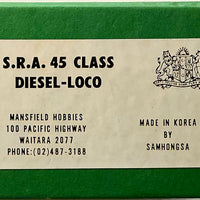 S.R.A. 45 CLASS
DIESEL-LOCO
MANSFIELD HOBBIES
100 PACIFIC HIGHWAY
WAITARA 2077
PHONE:(02)487-3188
MADE IN KOREA
BY
SAMHONGSA